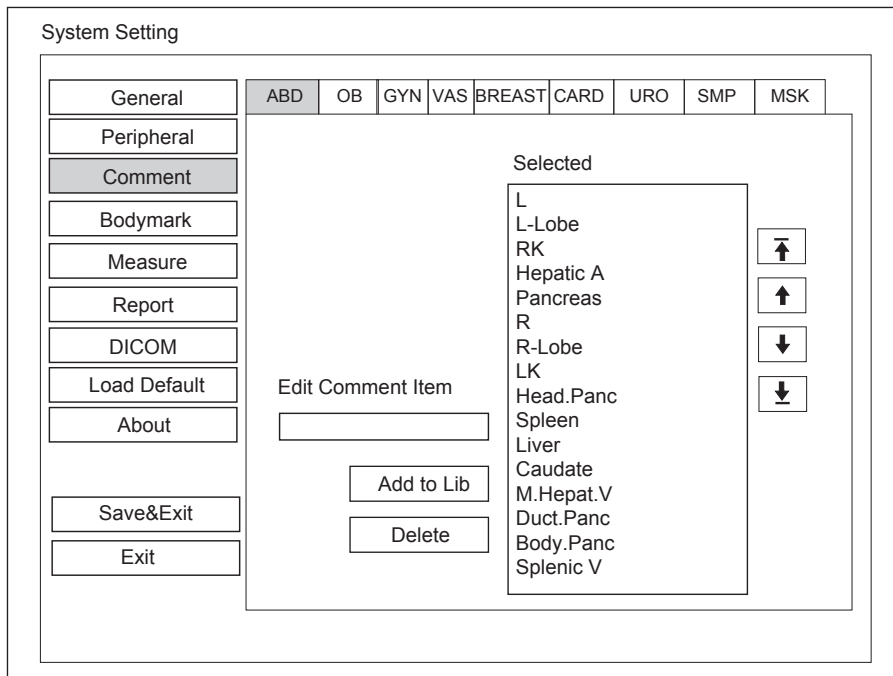 System Setting
General
Peripheral
Comment
Bodymark
Measure
Report
DICOM
Load Default
About
Save&Exit
Exit
ABD OB GYN VAS BREAST CARD URO SMP MSK
Edit Comment Item
Add to Lib
Delete
Selected
L
L-Lobe
RK
Hepatic A
Pancreas
R
R-Lobe
LK
Head.Panc
Spleen
Liver
Caudate
M.Hepat.V
Duct.Panc
Body.Panc
Splenic V